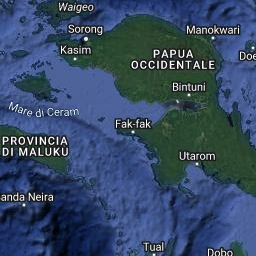 Waigeo
Sorong
Manokwari
Kasim
PAPUA
OCCIDENTALE
Doe
Bintuni
Mare di Ceram
Fak-fak
PROVINCIA
DI MALUKU
Utarom
anda Neira
Tual
Dobo